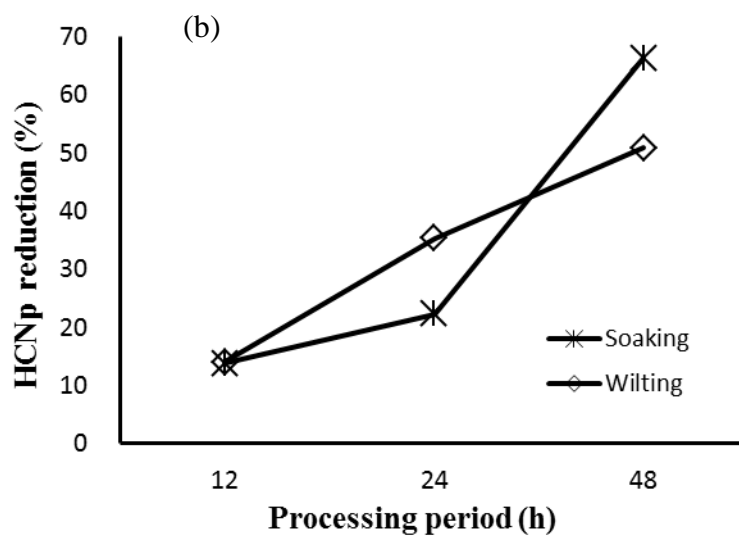 (b)
HCNp reduction (%)
70
60
50
40
30
20
10
0
Soaking
Wilting
12 24 48
Processing period (h)